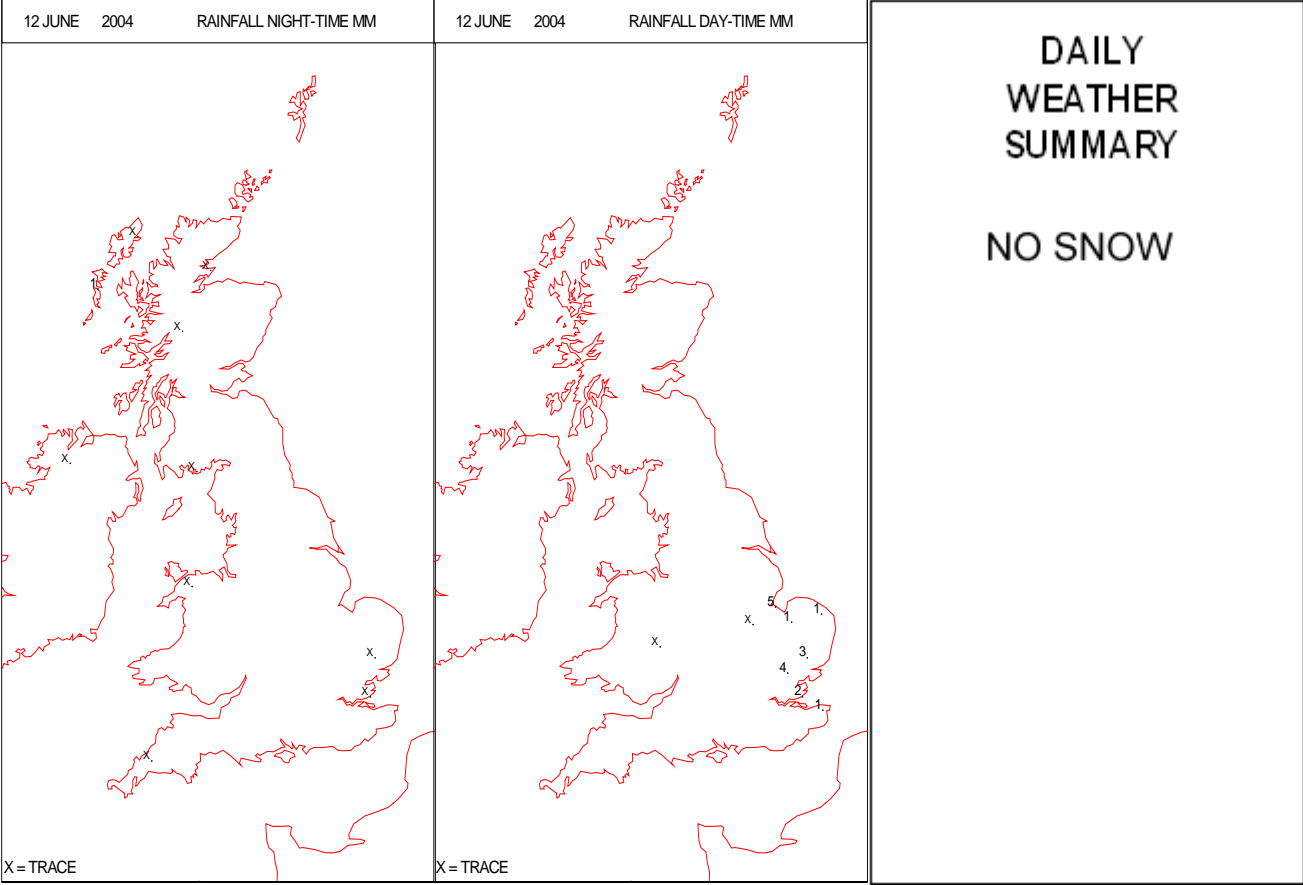 12 JUNE 2004 RAINFALL NIGHT-TIME MM
X
X
1
X.
X.
X.
X.
X.
X.
X.
X = TRACE
12 JUNE 2004 RAINFALL DAY-TIME MM
5.
1.
1.
X.
X.
3.
4.
2.
1.
X = TRACE
DAILY
WEATHER
SUMMARY
NO SNOW